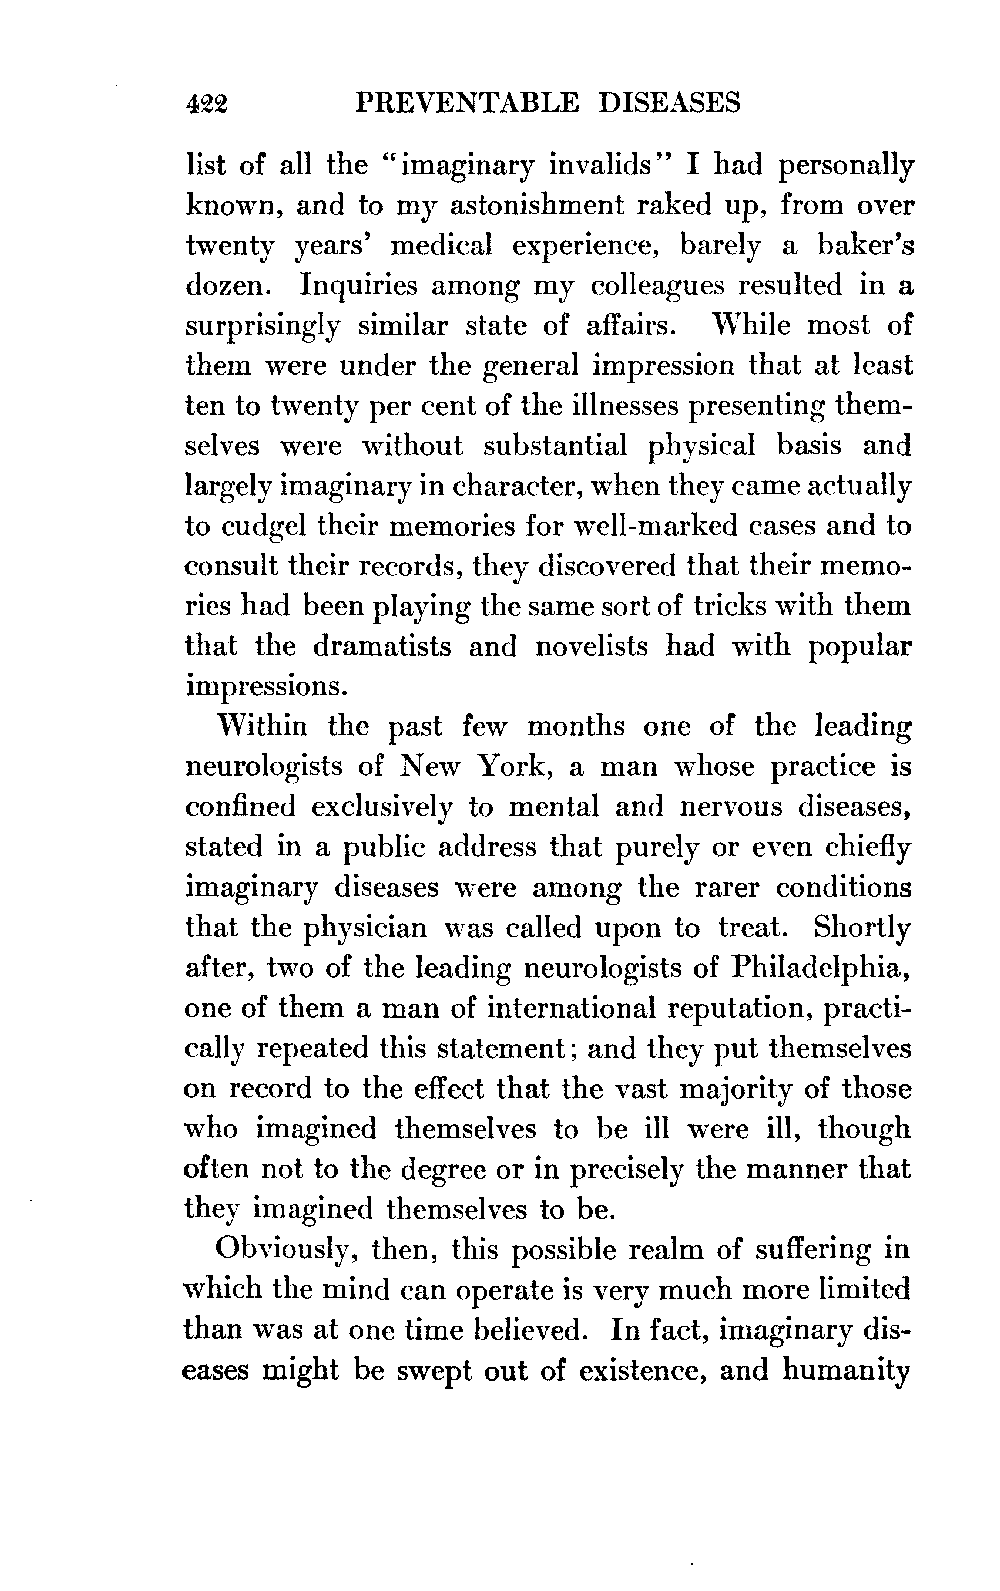 422 PREVENTABLE DISEASES
list of all the "imaginary invalids" I had personally
known, and to my astonishment raked up, from over
twenty years' medical experience, barely a baker's
dozen. Inquiries among my colleagues resulted in a
surprisingly similar state of affairs. While most of
them were under the general impression that at least
ten to twenty per cent of the illnesses presenting them-
selves were without substantial physical basis and
largely imaginary in character, when they came actually
to cudgel their memories for well-marked cases and to
consult their records, they discovered that their memo-
ries had been playing the same sort of tricks with them
that the dramatists and novelists had with popular
impressions.
Within the past few months one of the leading
neurologists of New York, a man whose practice is
confined exclusively to mental and nervous diseases,
stated in a public address that purely or even chiefly
imaginary diseases were among the rarer conditions
that the physician was called upon to treat. Shortly
after, two of the leading neurologists of Philadelphia,
one of them a man of international reputation, practi-
cally repeated this statement; and they put themselves
on record to the effect that the vast majority of those
who imagined themselves to be ill were ill, though
often not to the degree or in precisely the manner that
they imagined themselves to be.
Obviously, then, this possible realm of suffering in
which the mind can operate is very much more limited
than was at one time believed. In fact, imaginary dis-
eases might be swept out of existence, and humanity